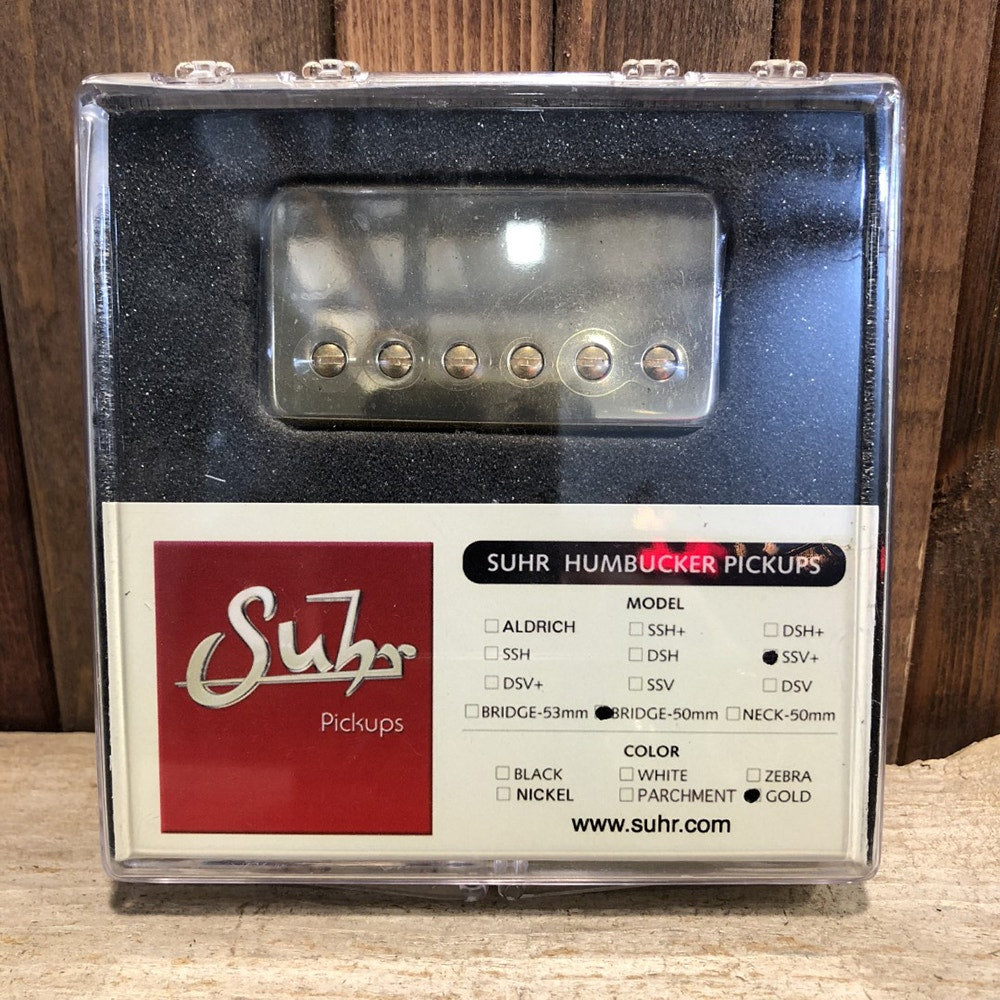 Suhr
Pickups
SUHR HUMBUCKER PICKUPS
MODEL
ALDRICH SSH+ DSH+
SSH DSH SSV+
DSV+ SSV DSV
BRIDGE-53mm BRIDGE-50mm NECK-50mm
COLOR
BLACK WHITE ZEBRA
NICKEL PARCHMENT GOLD
www.suhr.com